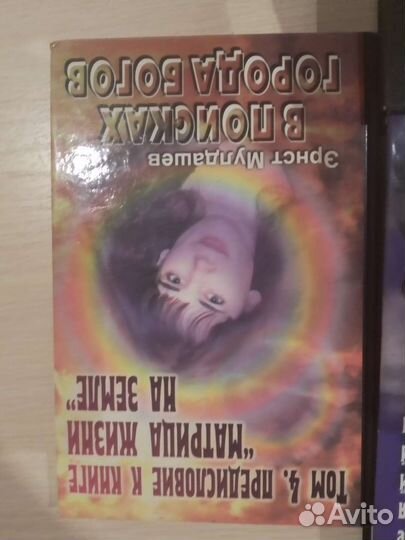 Эрнст Мулдашев
В ПОИСКАХ
ГОРОДА БОГОВ
Том 4. ПРЕДИСЛОВИЕ К КНИГЕ
"МАТРИЦА ЖИЗНИ
НА ЗЕМЛЕ"
Avito